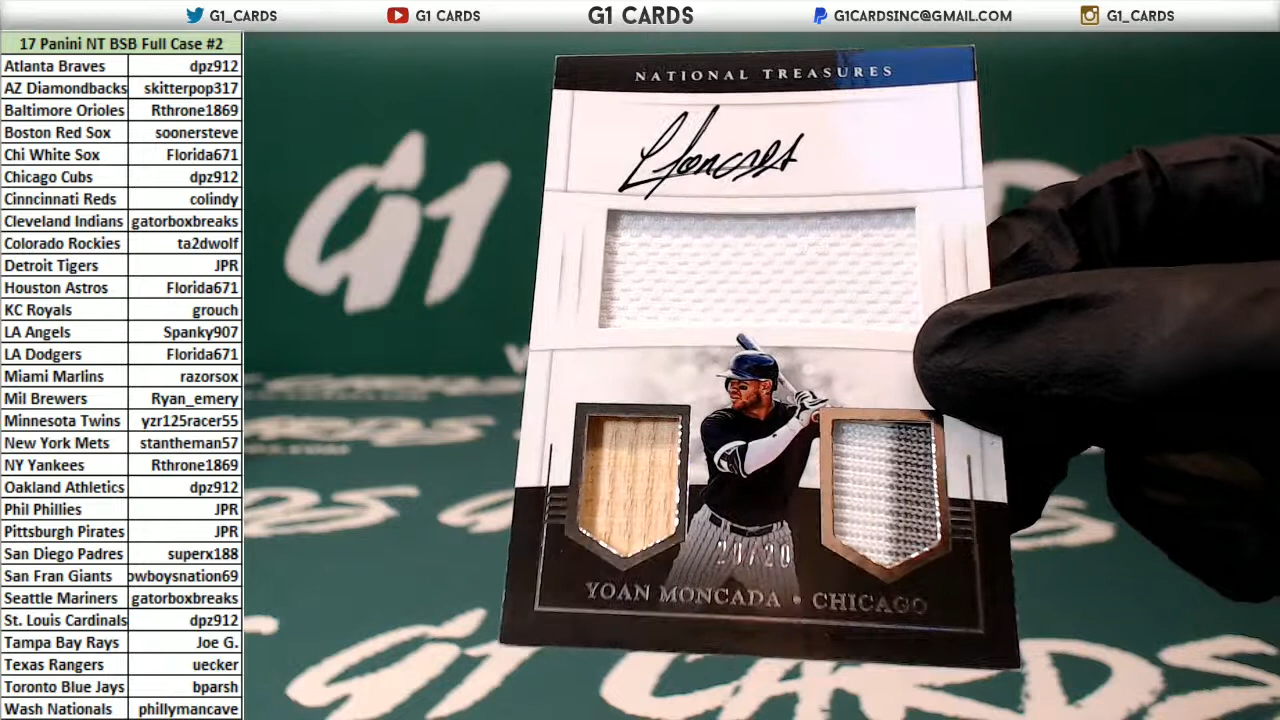 G1_CARDS
G1 CARDS
G1 CARDS
G1CARDSINC@GMAIL.COM
G1_CARDS
17 Panini NT BSB Full Case #2
Atlanta Braves dpz912
AZ Diamondbacks skitterpop317
Baltimore Orioles Rthrone1869
Boston Red Sox soonersteve
Chi White Sox Florida671
Chicago Cubs dpz912
Cinncinnati Reds colindy
Cleveland Indians gatorboxbreaks
Colorado Rockies ta2dwolf
Detroit Tigers JPR
Houston Astros Florida671
KC Royals grouch
LA Angels Spanky907
LA Dodgers Florida671
Miami Marlins razorsox
Mil Brewers Ryan_emery
Minnesota Twins yzr125racer55
New York Mets stantheman57
NY Yankees Rthrone1869
Oakland Athletics dpz912
Phil Phillies JPR
Pittsburgh Pirates JPR
San Diego Padres superx188
San Fran Giants owboysnation69
Seattle Mariners gatorboxbreaks
St. Louis Cardinals dpz912
Tampa Bay Rays Joe G.
Texas Rangers uecker
Toronto Blue Jays bparsh
Wash Nationals phillymancave
NATIONAL TREASURES
20/20
YOAN MONCADA • CHICAGO
G1
G1 CARDS